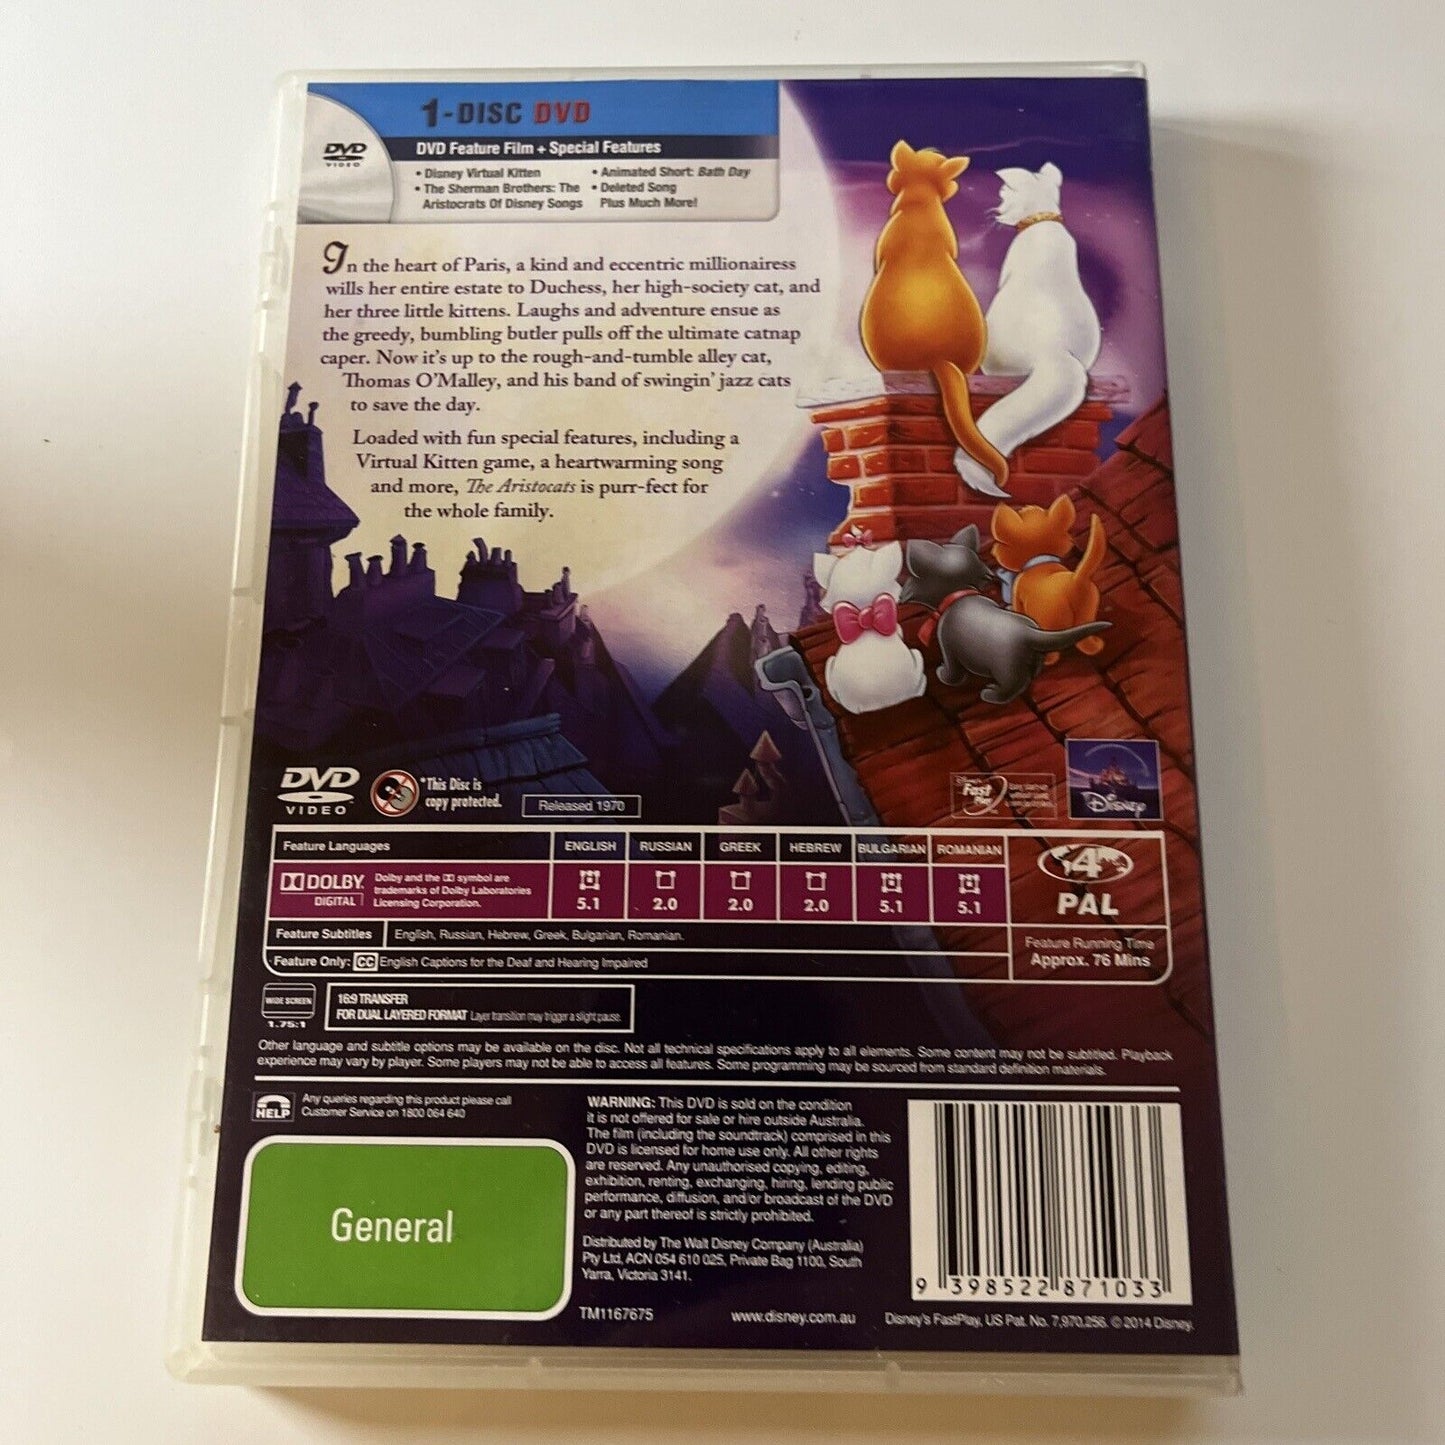 1-DISC DVD
DVD
VIDEO
DVD Feature Film + Special Features
• Disney Virtual Kitten
• The Sherman Brothers: The
Aristocrats Of Disney Songs
• Animated Short: Bath Day
• Deleted Song
Plus Much More!
In the heart of Paris, a kind and eccentric millionairess
wills her entire estate to Duchess, her high-society cat, and
her three little kittens. Laughs and adventure ensue as
the greedy, bumbling butler pulls off the ultimate catnap
caper. Now it's up to the rough-and-tumble alley cat,
Thomas O'Malley, and his band of swingin' jazz cats
to save the day.
Loaded with fun special features, including a
Virtual Kitten game, a heartwarming song
and more, The Aristocats is purr-fect for
the whole family.
DVD
VIDEO
*This Disc is
copy protected.
Released 1970
Disney's
Fast
Play
Disney
Feature Languages
ENGLISH RUSSIAN GREEK HEBREW BULGARIAN ROMANIAN
DOLBY
DIGITAL
Dolby and the DD symbol are
trademarks of Dolby Laboratories
Licensing Corporation.
5.1 2.0 2.0 2.0 5.1 5.1
4
PAL
Feature Subtitles English, Russian, Hebrew, Greek, Bulgarian, Romanian.
Feature Only: CC English Captions for the Deaf and Hearing Impaired
Feature Running Time
Approx. 76 Mins
WIDE SCREEN
1.75:1
16:9 TRANSFER
FOR DUAL LAYERED FORMAT Layer transition may trigger a slight pause.
Other language and subtitle options may be available on the disc. Not all technical specifications apply to all elements. Some content may not be subtitled. Playback
experience may vary by player. Some players may not be able to access all features. Some programming may be sourced from standard definition materials.
HELP
Any queries regarding this product please call
Customer Service on 1800 064 640
General
WARNING: This DVD is sold on the condition
it is not offered for sale or hire outside Australia.
The film (including the soundtrack) comprised in this
DVD is licensed for home use only. All other rights
are reserved. Any unauthorised copying, editing,
exhibition, renting, exchanging, hiring, lending public
performance, diffusion, and/or broadcast of the DVD
or any part thereof is strictly prohibited.
Distributed by The Walt Disney Company (Australia)
Pty Ltd, ACN 054 610 025, Private Bag 1100, South
Yarra, Victoria 3141.
TM1167675
www.disney.com.au
9 398522 871033
Disney's FastPlay, US Pat. No. 7,970,256. © 2014 Disney.